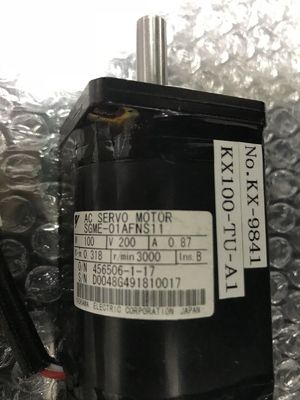 AC SERVO MOTOR
SGME-01AFNS11
W 100 V 200 A 0.87
N·m 0.318 r/min 3000 Ins. B
O/N 456506-1-17
S/N D0048G491810017
YASKAWA ELECTRIC CORPORATION JAPAN
No.KX-9841
KX100-TU-A1